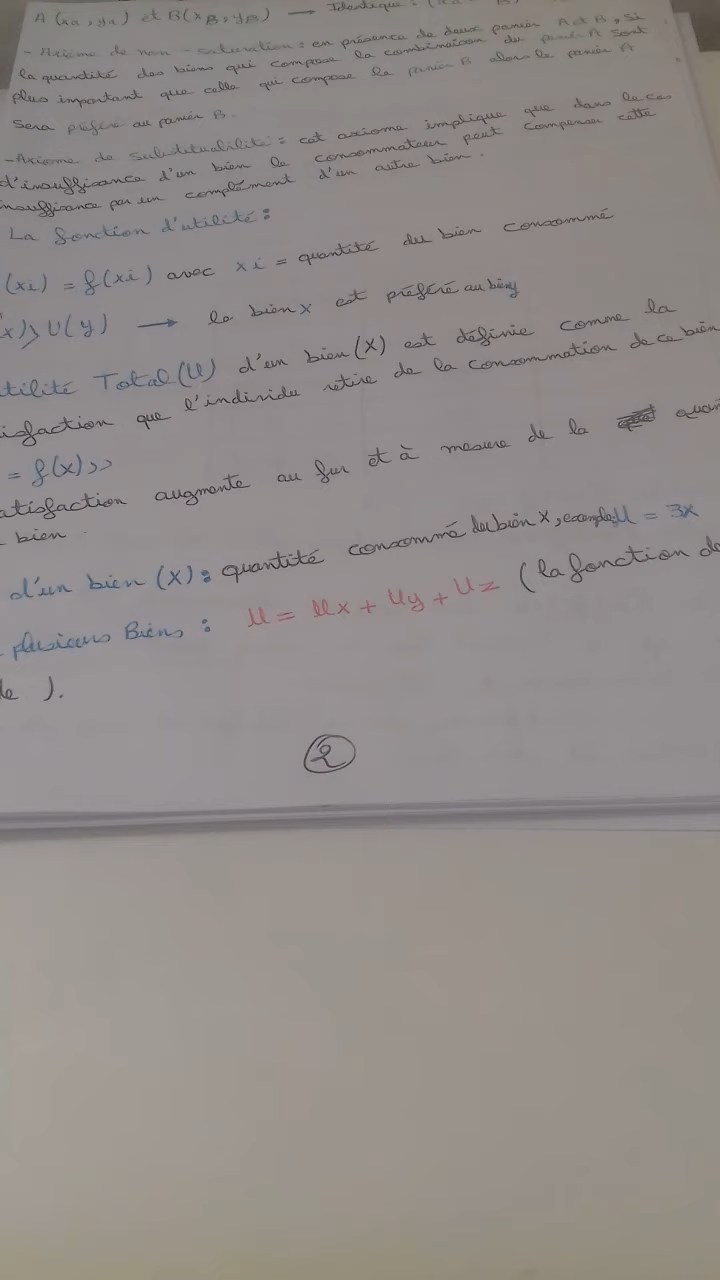 A(xa, ya) et B(xB, yB) → Identique :
- Axiome de non-saturation : en présence de deux panier A et B, Si
la quantité des biens qui compose la combinaison du panier A sont
plus important que celle qui compose le panier B alors le panier A
Sera préféré au panier B.
- Axiome de Substitualilité : cet axiome implique que dans le cas
d'insuffisance d'un bien le consommateur peut compenser cette
insuffisance par un complément d'un autre bien.
La fonction d'utilité :
(xi) = f(xi) avec xi = quantité du bien consommé
x) ⩾ U(y) → le bien x est préféré au bien y
tilité Total (U) d'un bien (X) est définie comme la
isfaction que l'individu retire de la consommation de ce bien
= f(x) >>
atisfaction augmente au fur et à mesure de la quan
bien.
d'un bien (X) : quantité consommé du bien X, exemple : U = 3x
plusieurs Biens : U = Ux + Uy + Uz (la fonction de
le ).
2